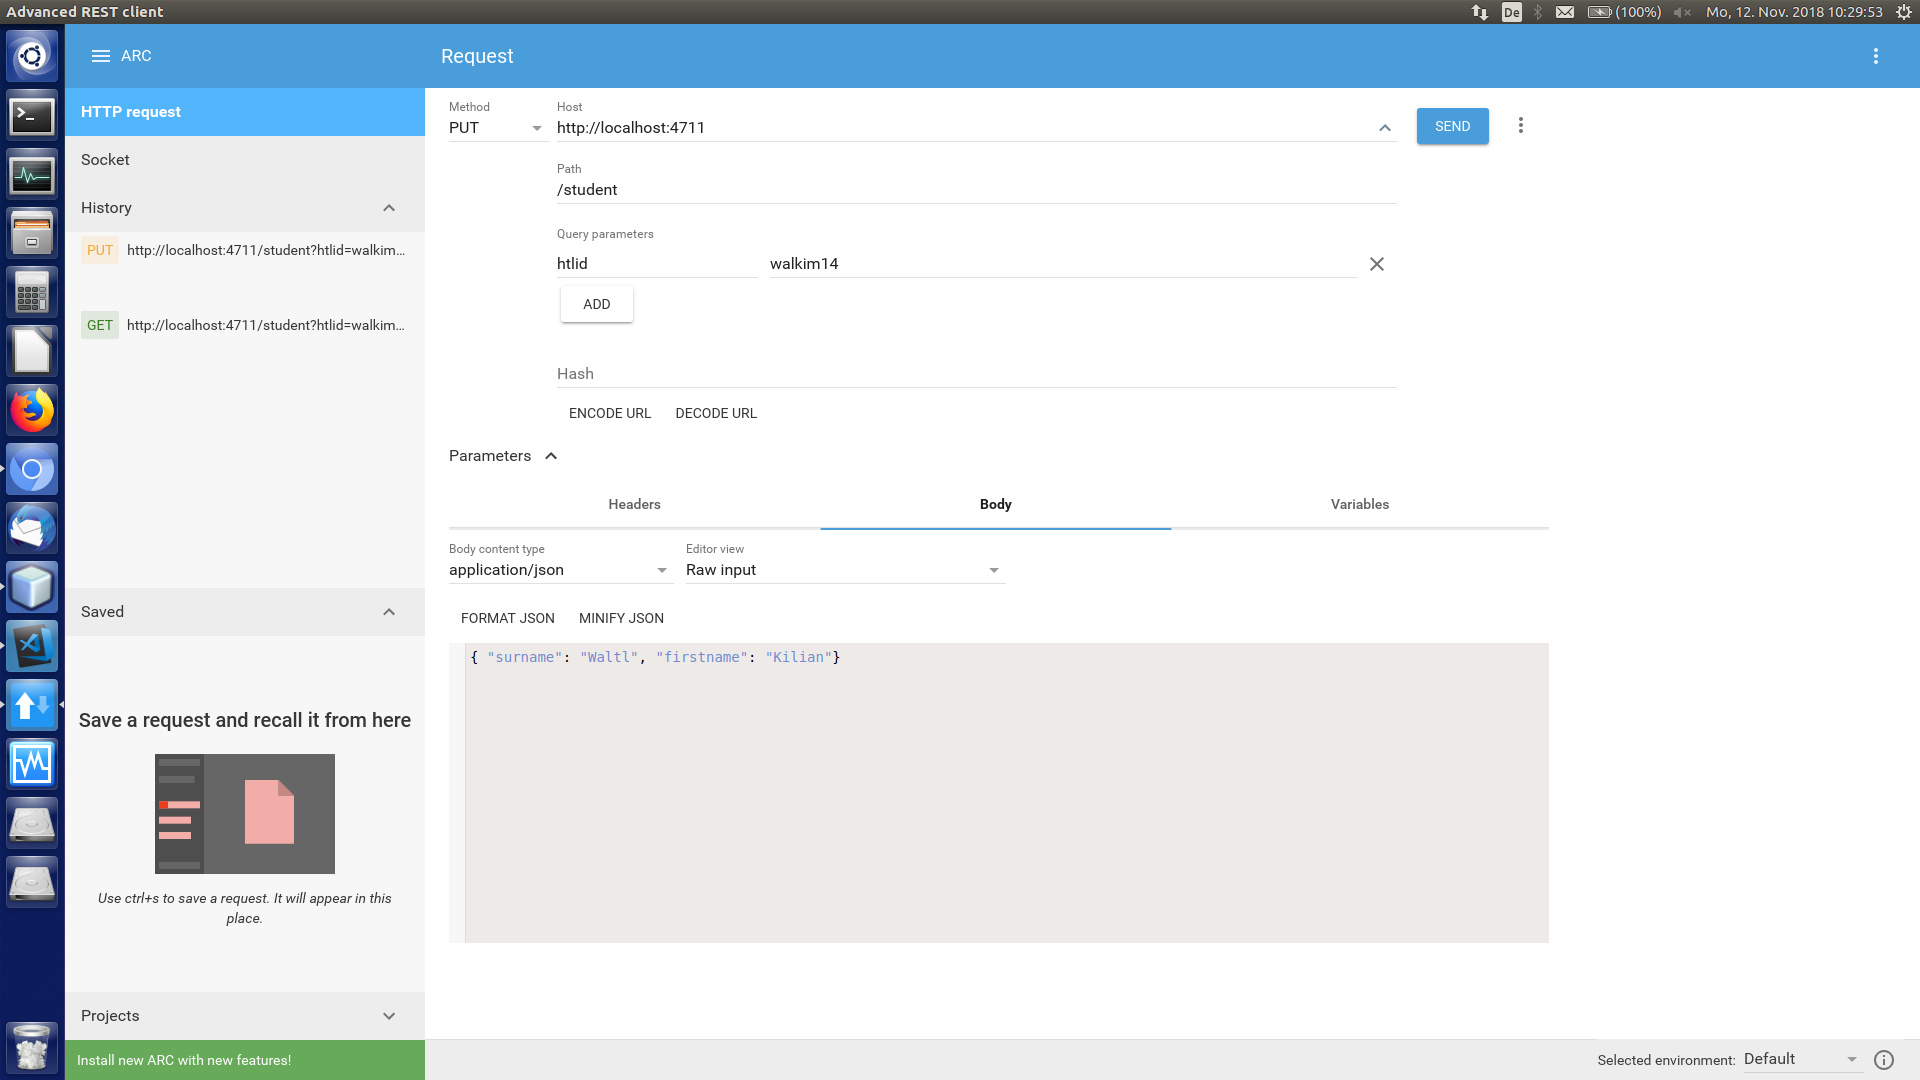 Advanced REST client
De
(100%)
Mo, 12. Nov. 2018 10:29:53
ARC
Request
HTTP request
Socket
History
PUT http://localhost:4711/student?htlid=walkim...
GET http://localhost:4711/student?htlid=walkim...
Saved
Save a request and recall it from here
Use ctrl+s to save a request. It will appear in this
place.
Projects
Install new ARC with new features!
Method
PUT
Host
http://localhost:4711
SEND
Path
/student
Query parameters
htlid
walkim14
ADD
Hash
ENCODE URL
DECODE URL
Parameters
Headers
Body
Variables
Body content type
application/json
Editor view
Raw input
FORMAT JSON
MINIFY JSON
{ "surname": "Waltl", "firstname": "Kilian"}
Selected environment: Default